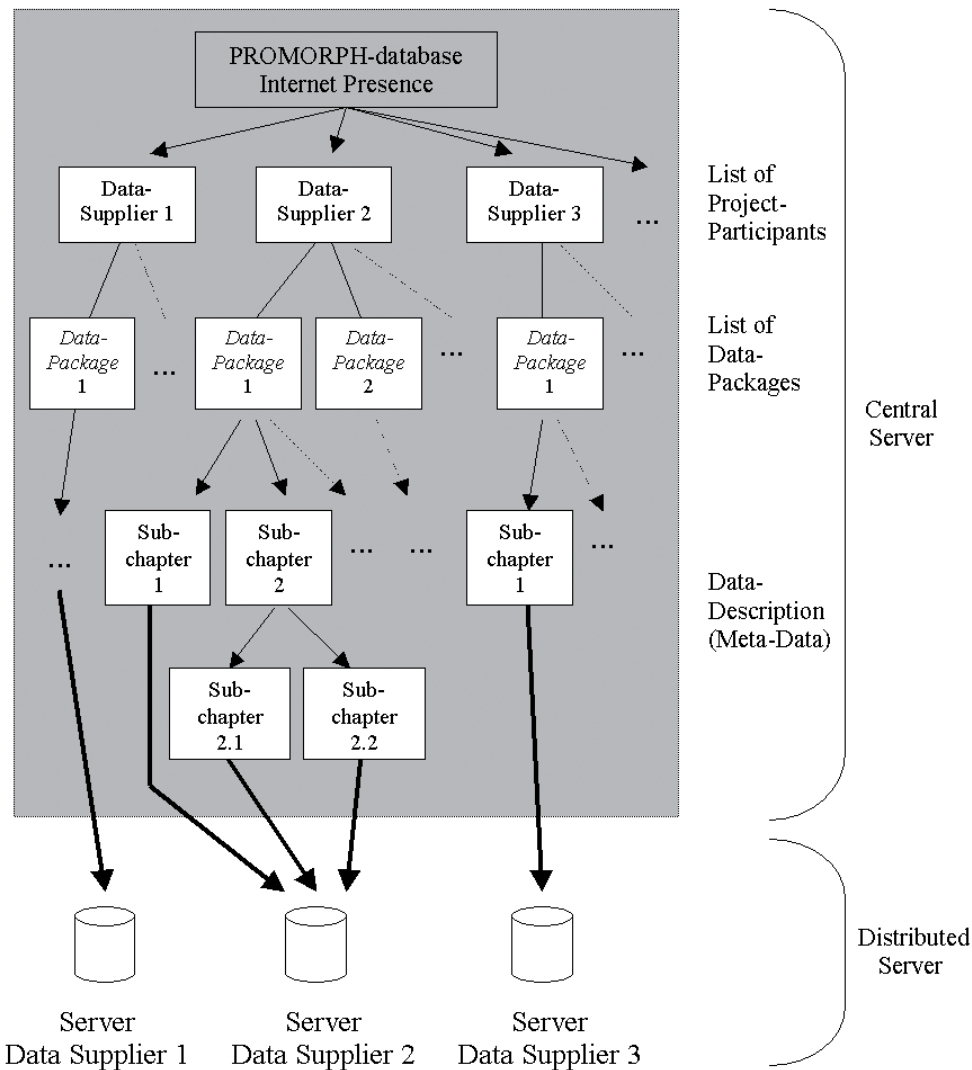 PROMORPH-database
Internet Presence
Data-
Supplier 1
Data-
Supplier 2
Data-
Supplier 3
...
List of
Project-
Participants
Data-
Package
1
...
Data-
Package
1
Data-
Package
2
...
Data-
Package
1
...
List of
Data-
Packages
Central
Server
...
Sub-
chapter
1
Sub-
chapter
2
...
...
Sub-
chapter
1
...
Data-
Description
(Meta-Data)
Sub-
chapter
2.1
Sub-
chapter
2.2
Distributed
Server
Server
Data Supplier 1
Server
Data Supplier 2
Server
Data Supplier 3